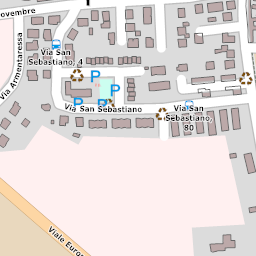 ovembre
Via San
Sebastiano, 4
Via Armentaressa
P
P
P
P
Via San Sebastiano
Via San
Sebastiano,
80
Viale Euro